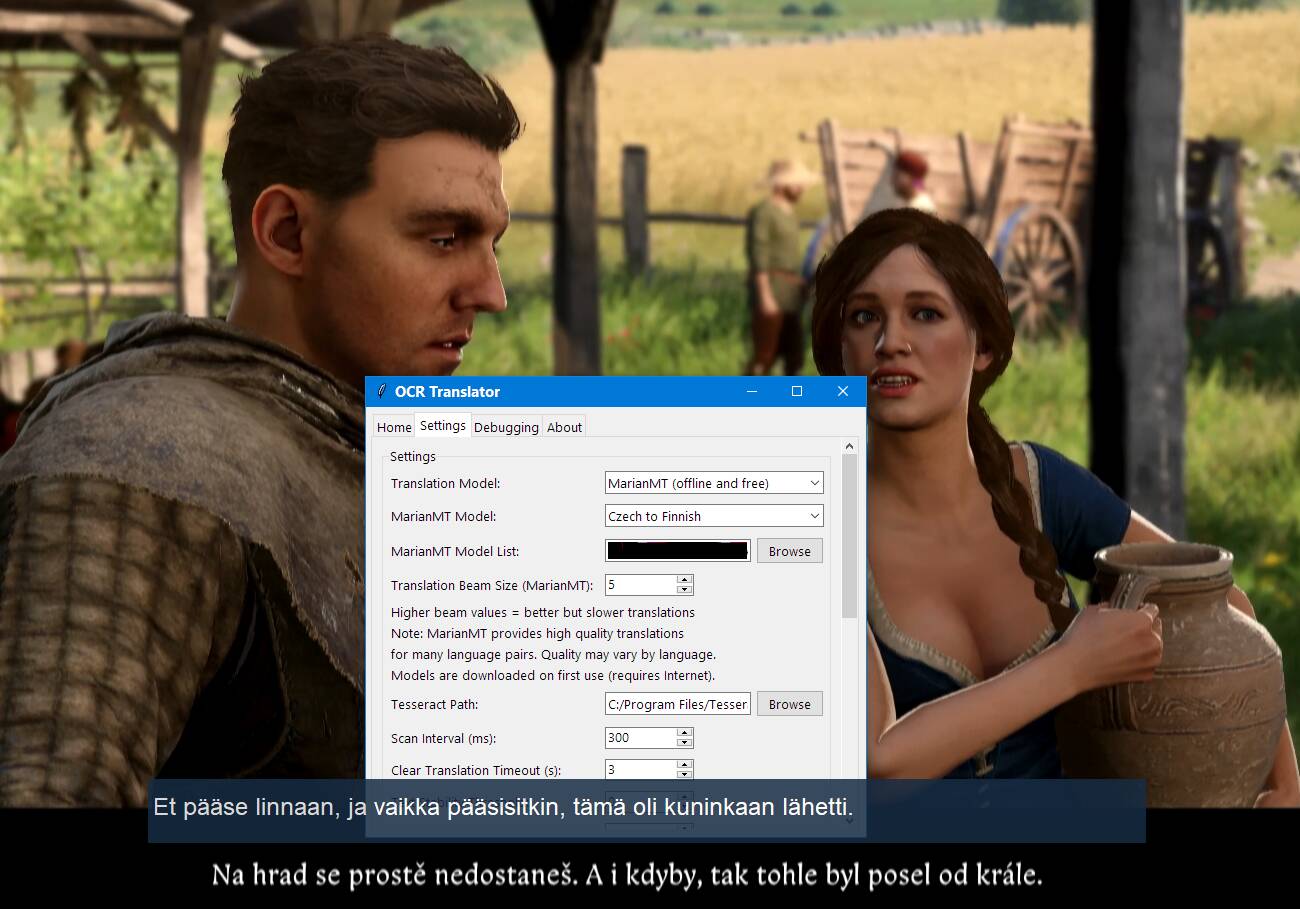 OCR Translator
Home Settings Debugging About
Settings
Translation Model: MarianMT (offline and free)
MarianMT Model: Czech to Finnish
MarianMT Model List: Browse
Translation Beam Size (MarianMT): 5
Higher beam values = better but slower translations
Note: MarianMT provides high quality translations
for many language pairs. Quality may vary by language.
Models are downloaded on first use (requires Internet).
Tesseract Path: C:/Program Files/Tesser Browse
Scan Interval (ms): 300
Clear Translation Timeout (s): 3
Et pääse linnaan, ja vaikka pääsisitkin, tämä oli kuninkaan lähetti.
Na hrad se prostě nedostaneš. A i kdyby, tak tohle byl posel od krále.